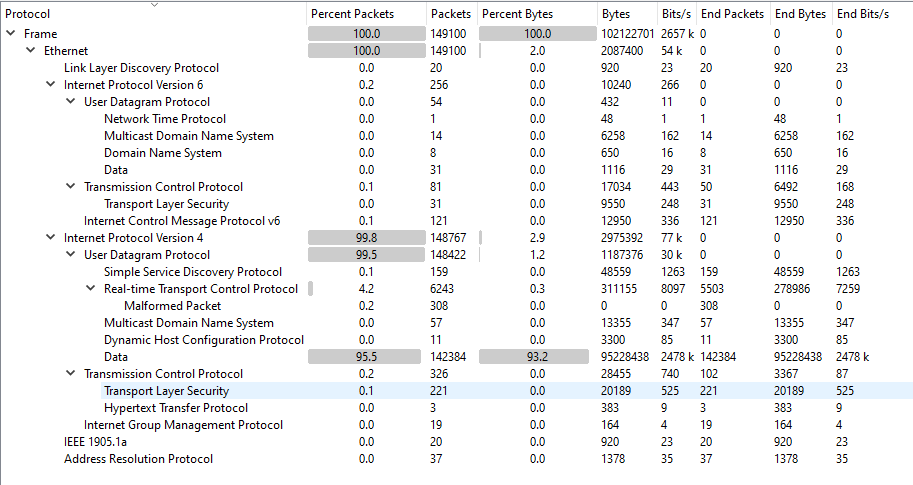 Protocol Percent Packets Packets Percent Bytes Bytes Bits/s End Packets End Bytes End Bits/s
Frame 100.0 149100 100.0 102122701 2657 k 0 0 0
Ethernet 100.0 149100 2.0 2087400 54 k 0 0 0
Link Layer Discovery Protocol 0.0 20 0.0 920 23 20 920 23
Internet Protocol Version 6 0.2 256 0.0 10240 266 0 0 0
User Datagram Protocol 0.0 54 0.0 432 11 0 0 0
Network Time Protocol 0.0 1 0.0 48 1 1 48 1
Multicast Domain Name System 0.0 14 0.0 6258 162 14 6258 162
Domain Name System 0.0 8 0.0 650 16 8 650 16
Data 0.0 31 0.0 1116 29 31 1116 29
Transmission Control Protocol 0.1 81 0.0 17034 443 50 6492 168
Transport Layer Security 0.0 31 0.0 9550 248 31 9550 248
Internet Control Message Protocol v6 0.1 121 0.0 12950 336 121 12950 336
Internet Protocol Version 4 99.8 148767 2.9 2975392 77 k 0 0 0
User Datagram Protocol 99.5 148422 1.2 1187376 30 k 0 0 0
Simple Service Discovery Protocol 0.1 159 0.0 48559 1263 159 48559 1263
Real-time Transport Control Protocol 4.2 6243 0.3 311155 8097 5503 278986 7259
Malformed Packet 0.2 308 0.0 0 0 308 0 0
Multicast Domain Name System 0.0 57 0.0 13355 347 57 13355 347
Dynamic Host Configuration Protocol 0.0 11 0.0 3300 85 11 3300 85
Data 95.5 142384 93.2 95228438 2478 k 142384 95228438 2478 k
Transmission Control Protocol 0.2 326 0.0 28455 740 102 3367 87
Transport Layer Security 0.1 221 0.0 20189 525 221 20189 525
Hypertext Transfer Protocol 0.0 3 0.0 383 9 3 383 9
Internet Group Management Protocol 0.0 19 0.0 164 4 19 164 4
IEEE 1905.1a 0.0 20 0.0 920 23 20 920 23
Address Resolution Protocol 0.0 37 0.0 1378 35 37 1378 35